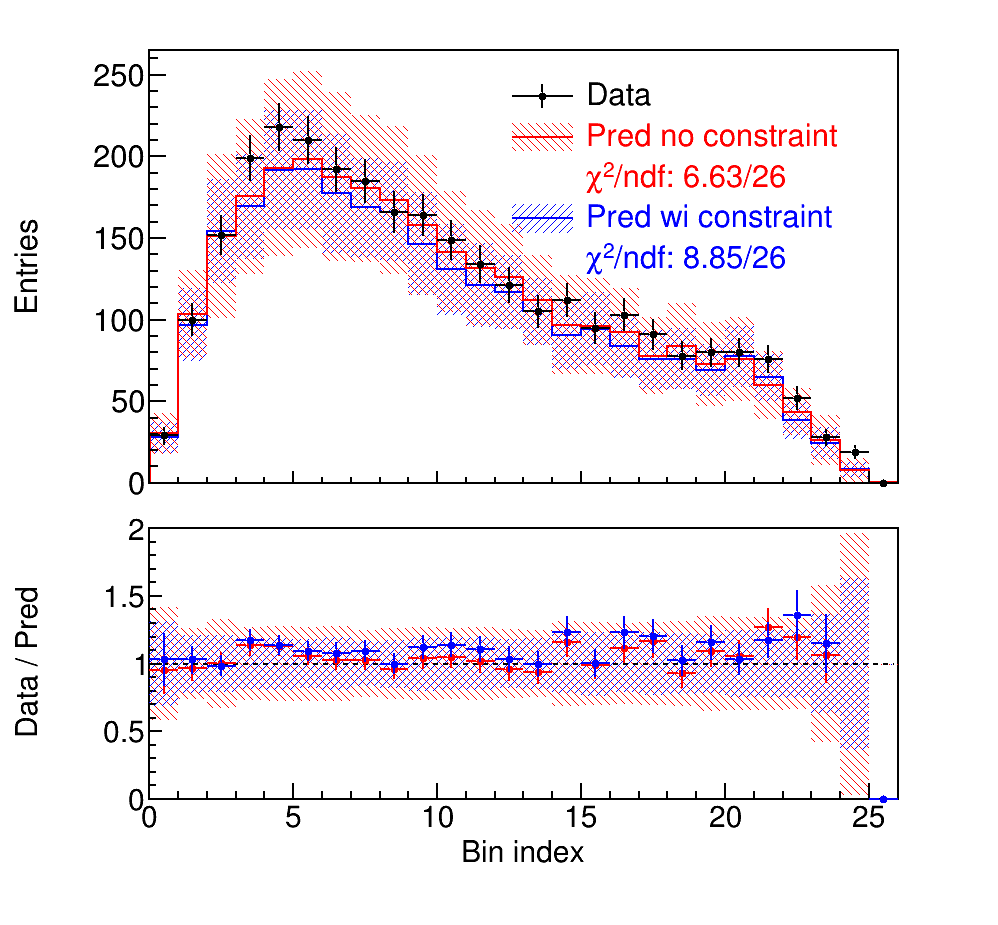 Entries
250
200
150
100
50
0
Data
Pred no constraint
χ²/ndf: 6.63/26
Pred wi constraint
χ²/ndf: 8.85/26
Data / Pred
2
1.5
1
0.5
0
0 5 10 15 20 25
Bin index